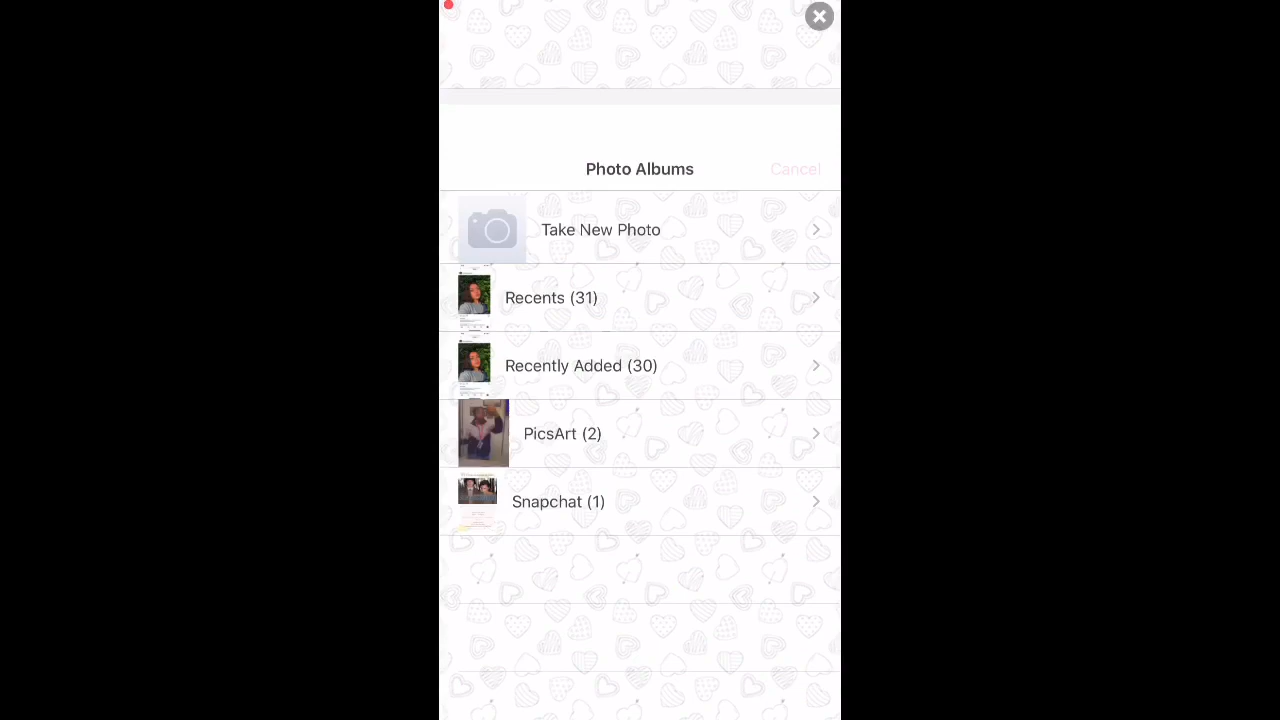 Photo Albums
Cancel
Take New Photo
Recents (31)
Recently Added (30)
PicsArt (2)
Snapchat (1)